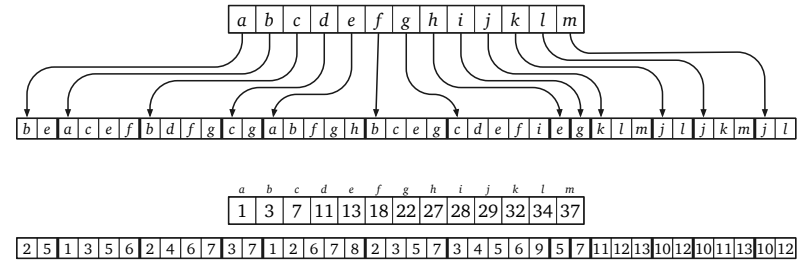 a b c d e f g h i j k l m
b e a c e f b d f g c g a b f g h b c e g c d e f i e g k l m j l j k m j l
a b c d e f g h i j k l m
1 3 7 11 13 18 22 27 28 29 32 34 37
2 5 1 3 5 6 2 4 6 7 3 7 1 2 6 7 8 2 3 5 7 3 4 5 6 9 5 7 11 12 13 10 12 10 11 13 10 12